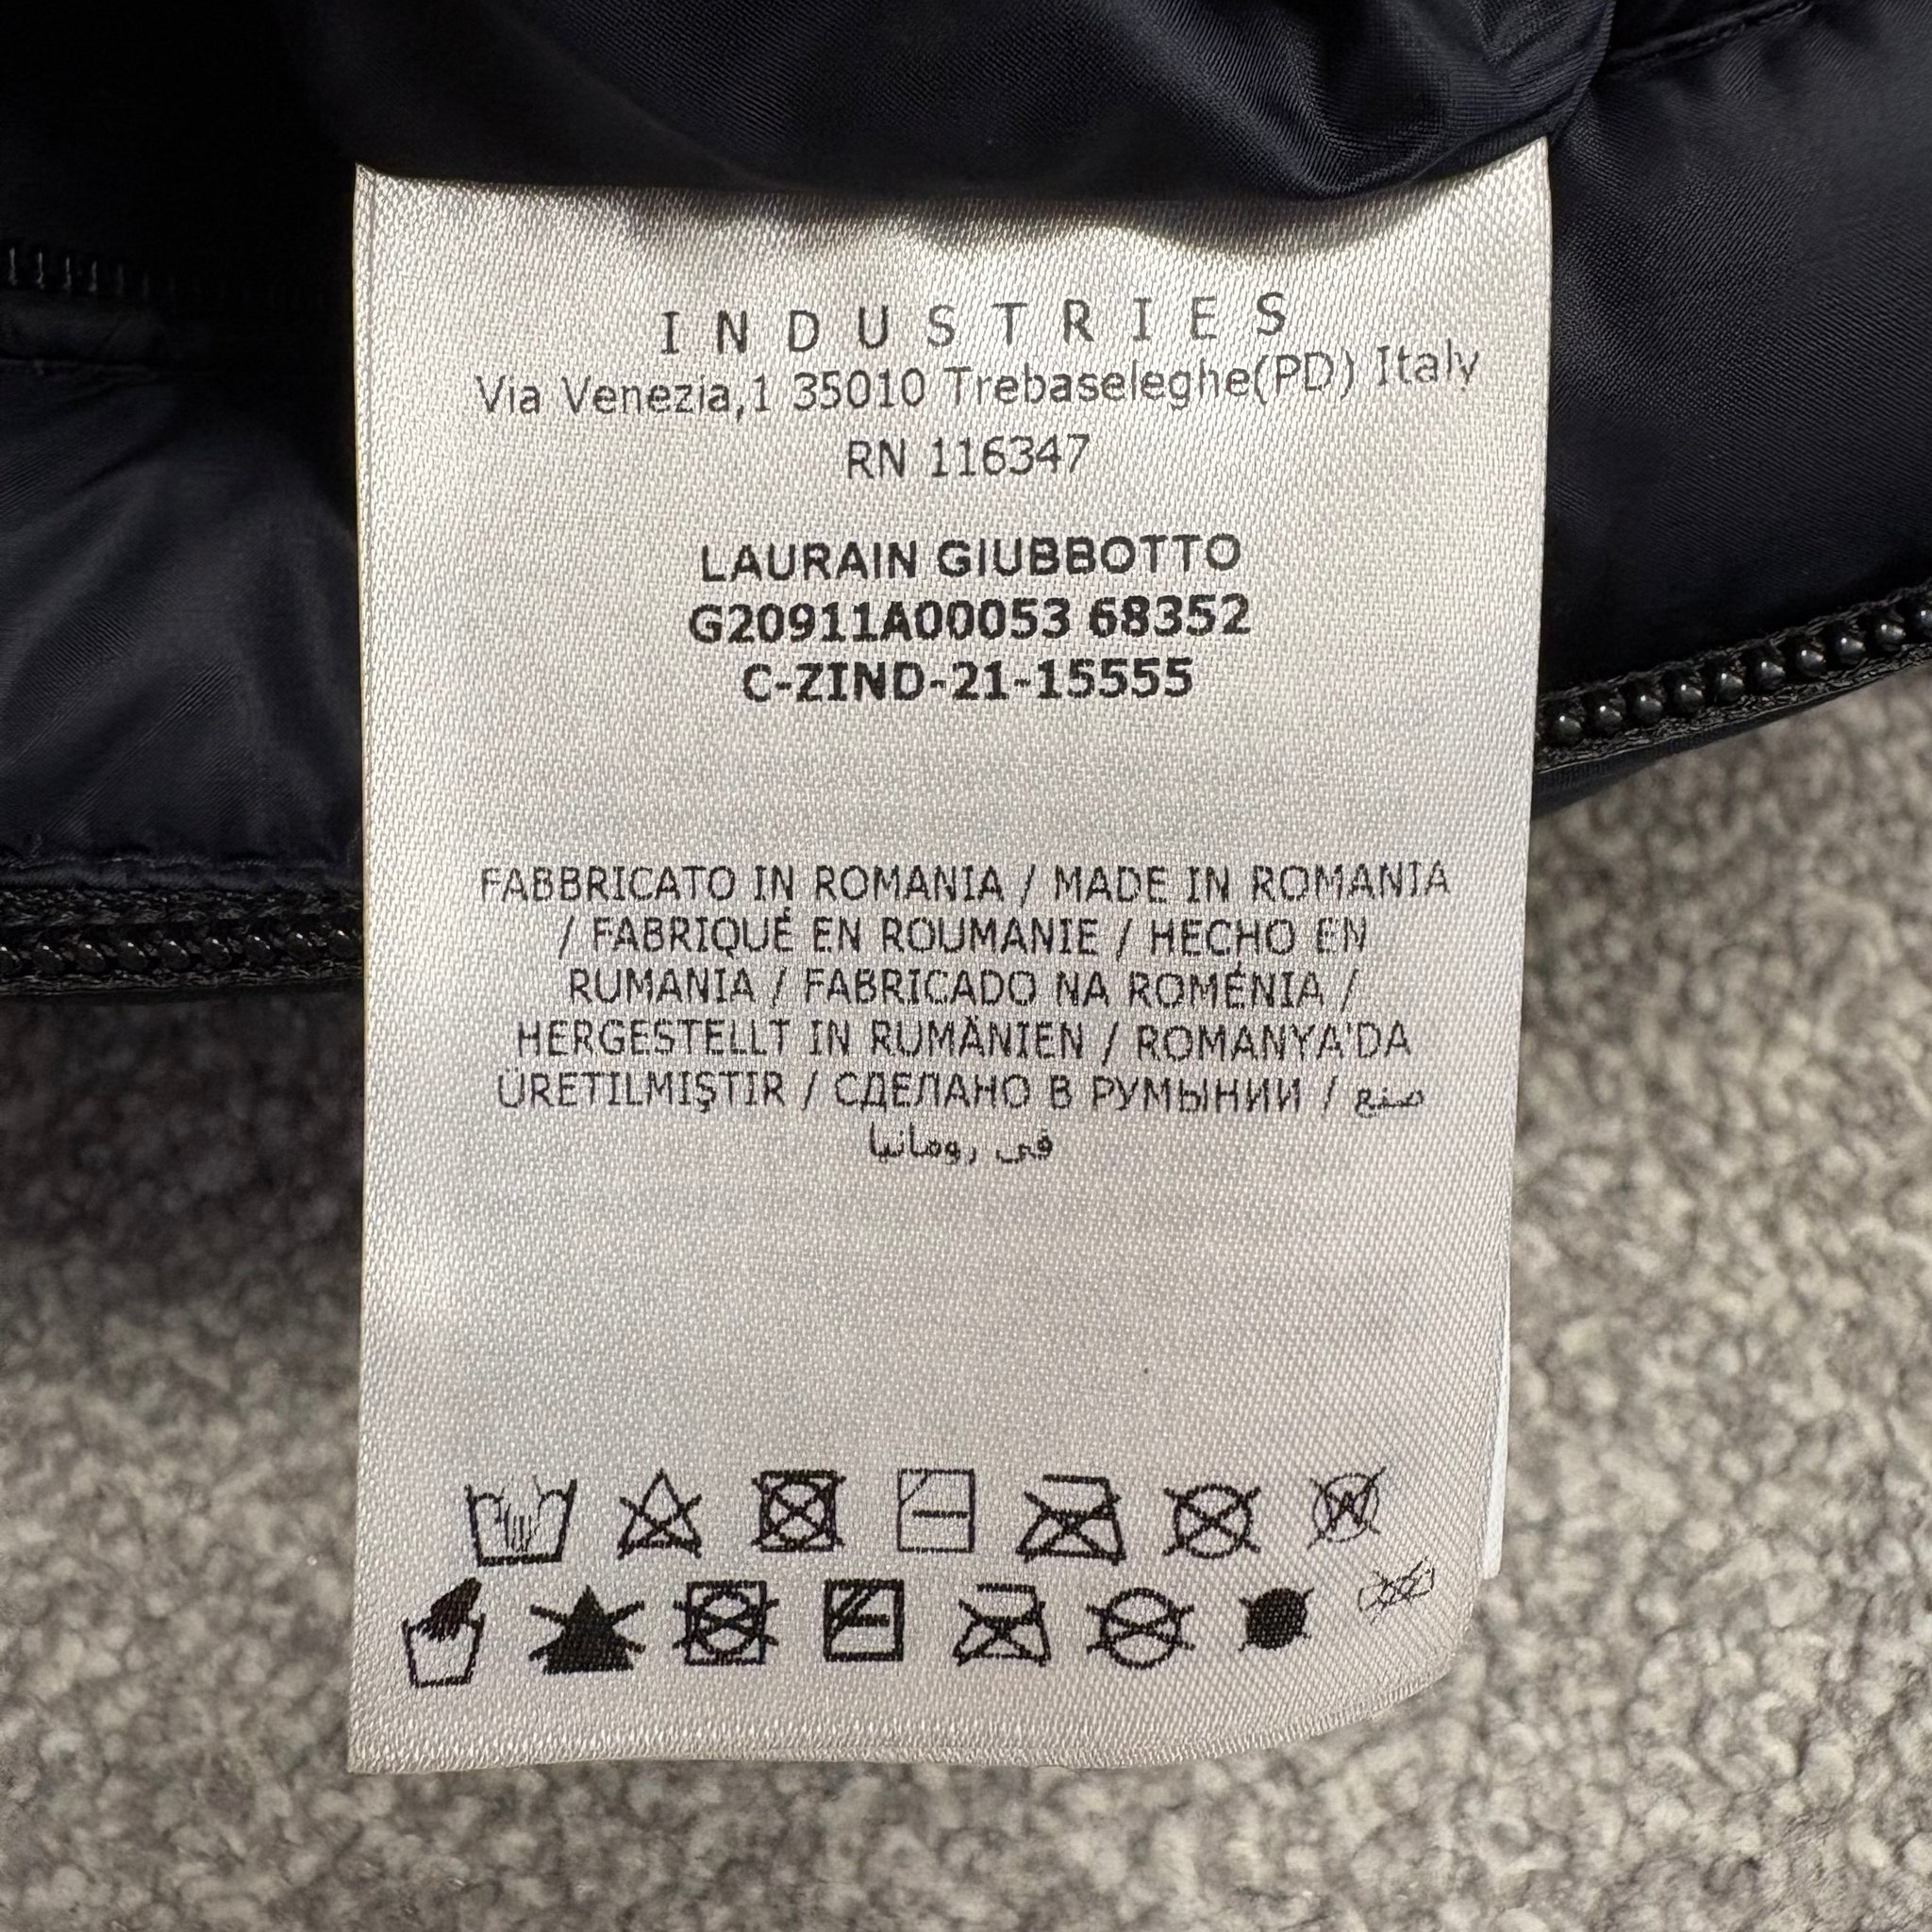 INDUSTRIES
Via Venezia,1 35010 Trebaseleghe(PD) Italy
RN 116347
LAURAIN GIUBBOTTO
G20911A00053 68352
C-ZIND-21-15555
FABBRICATO IN ROMANIA / MADE IN ROMANIA
/ FABRIQUÉ EN ROUMANIE / HECHO EN
RUMANIA / FABRICADO NA ROMÉNIA /
HERGESTELLT IN RUMÄNIEN / ROMANYA'DA
ÜRETILMIŞTIR / СДЕЛАНО В РУМЫНИИ / صنع
في رومانيا
W